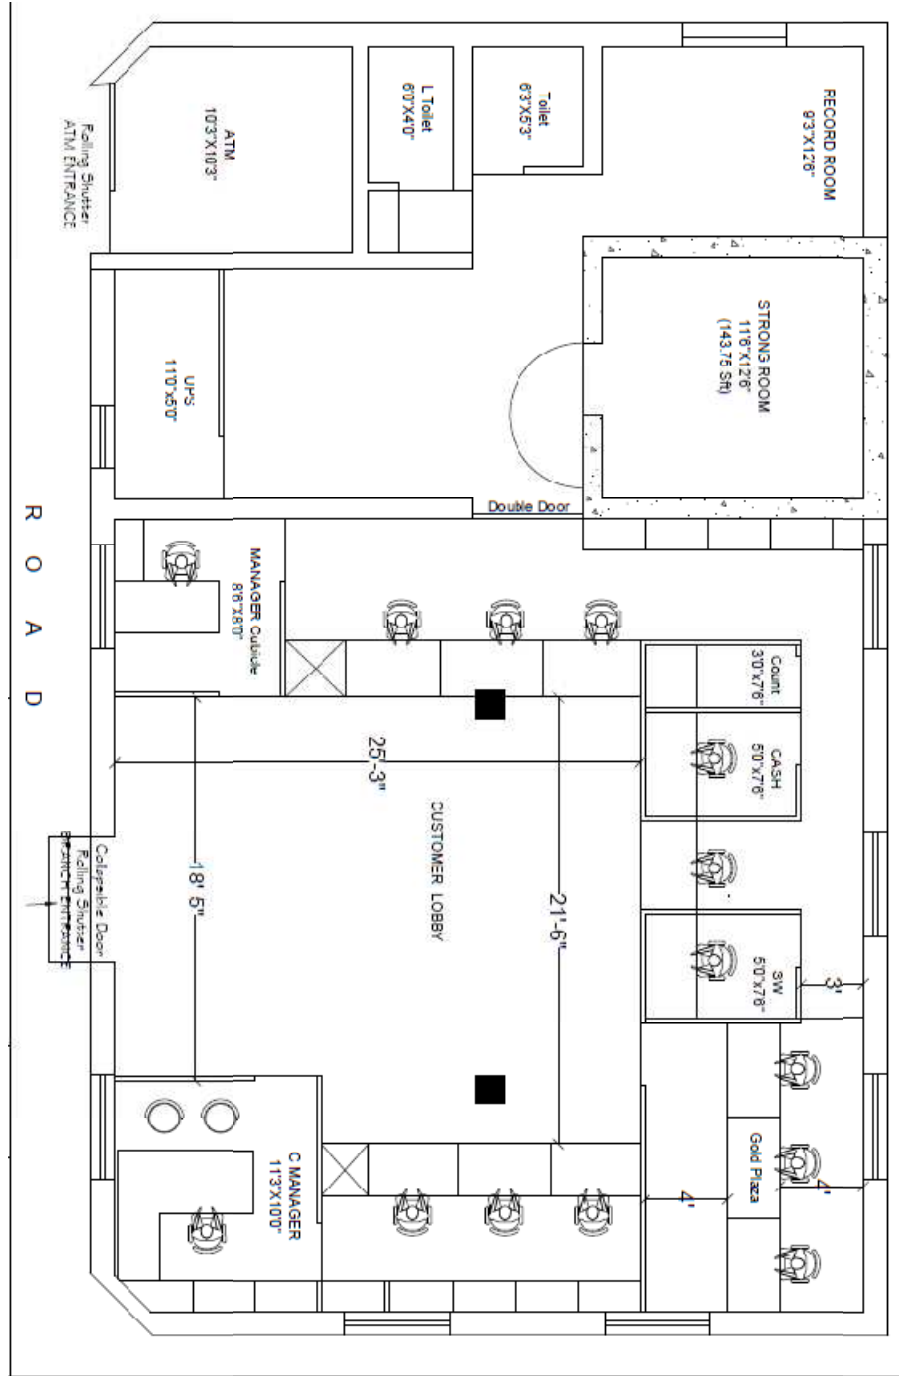 RECORD ROOM
9'3"X12'6"
Toilet
6'3"X5'3"
L Toilet
6'0"X4'0"
ATM
10'3"X10'3"
Rolling Shutter
ATM ENTRANCE
STRONG ROOM
11'6"X12'6"
(143.75 Sft)
UPS
11'0"x5'0"
Double Door
MANAGER Cubicle
8'6"X8'0"
Count
3'0"x7'6"
CASH
5'0"x7'6"
25'-3"
CUSTOMER LOBBY
18' 5"
21'-6"
SW
5'0"x7'6"
3'
Collapsible Door
Rolling Shutter
BRANCH ENTRANCE
Gold Plaza
4'
4'
C MANAGER
11'3"X10'0"
R O A D